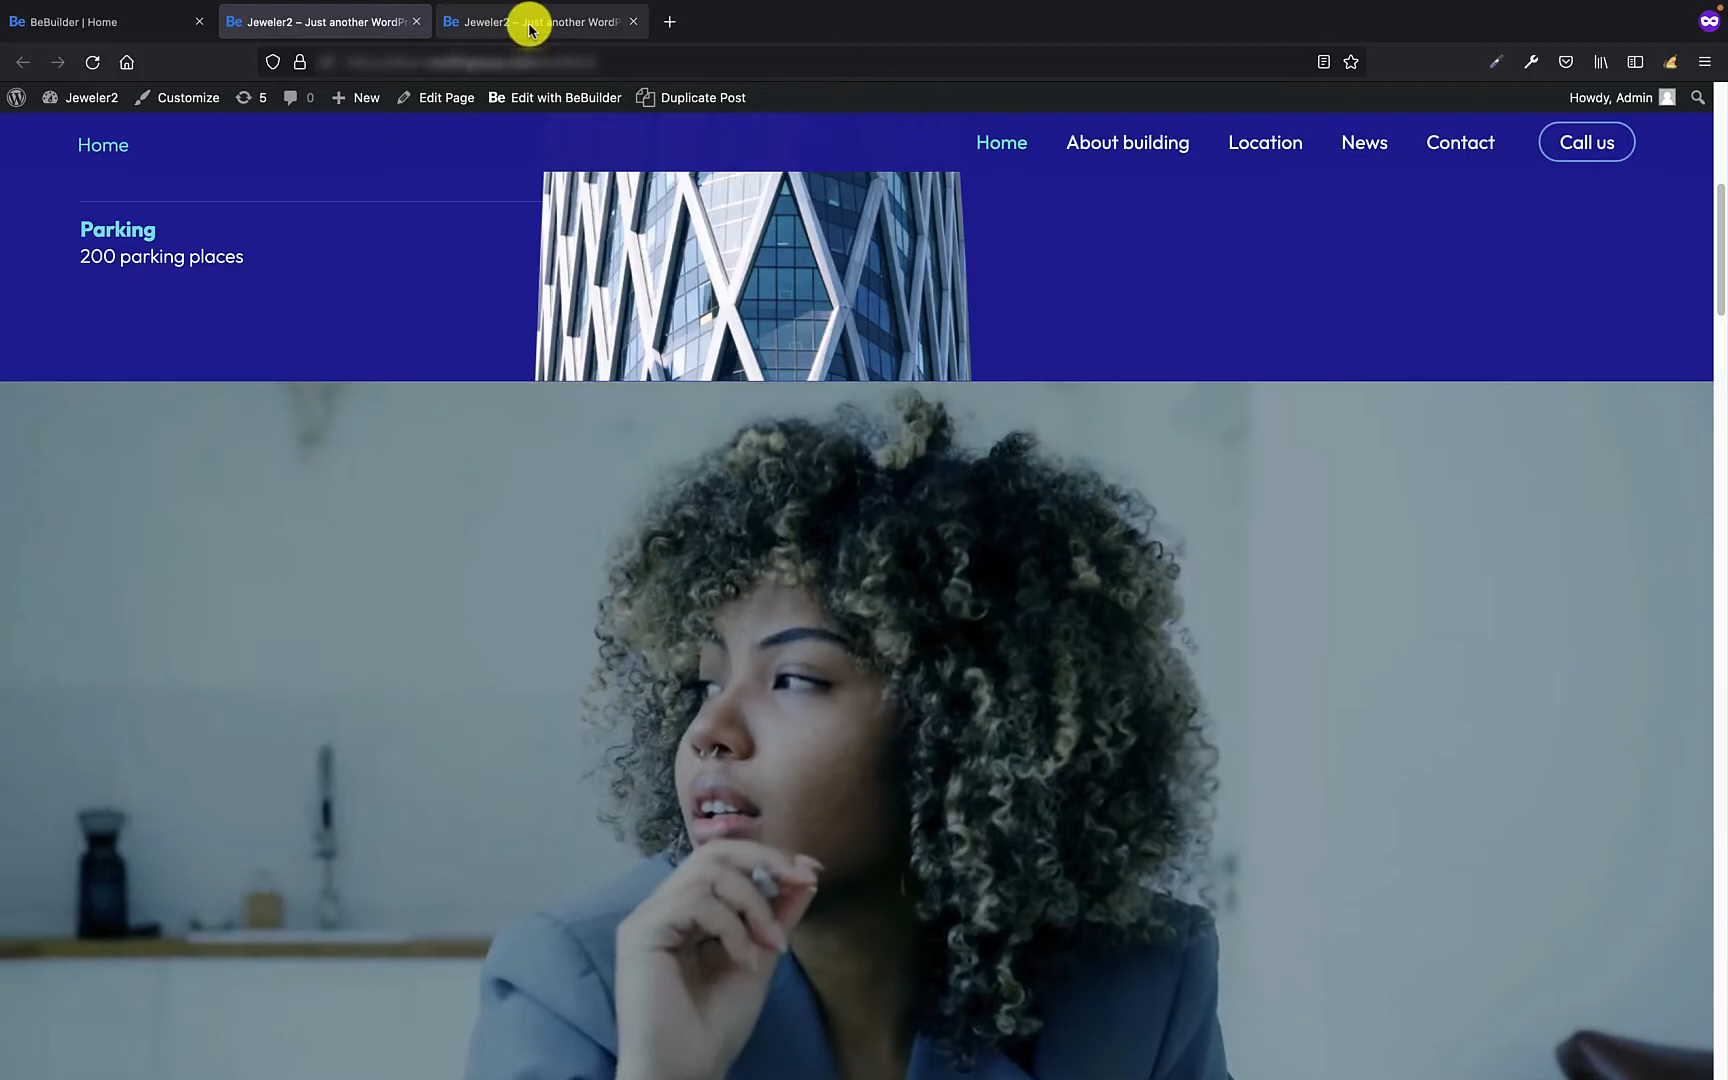 Be BeBuilder | Home
Be Jeweler2 – Just another WordPr
Be Jeweler2 – Just another WordP
Jeweler2
Customize
5
0
New
Edit Page
Be Edit with BeBuilder
Duplicate Post
Howdy, Admin
Home
Home
About building
Location
News
Contact
Call us
Parking
200 parking places